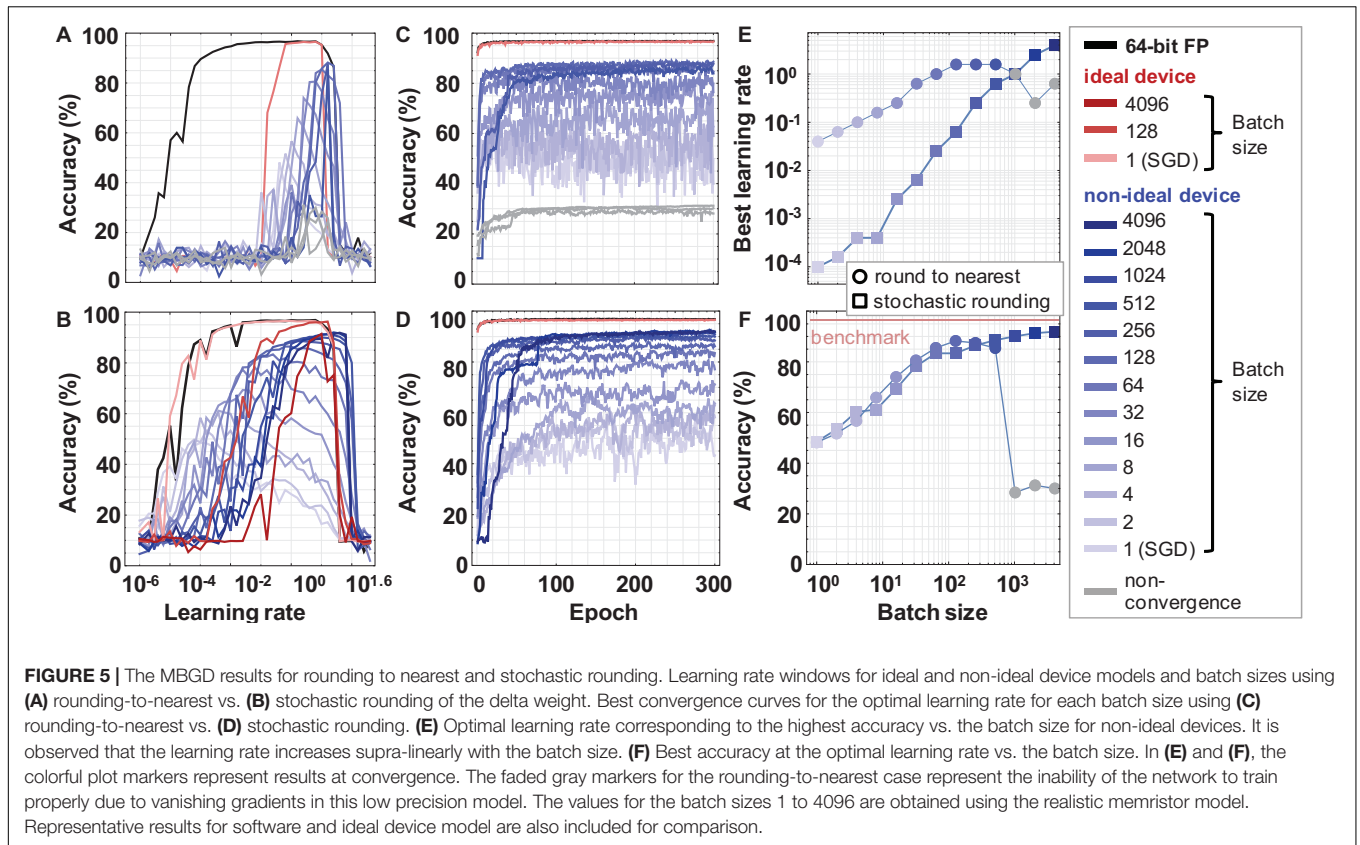 A
100
80
60
40
20
0
Accuracy (%)
C
100
80
60
40
20
0
Accuracy (%)
E
10^0
10^-1
10^-2
10^-3
10^-4
Best learning rate
round to nearest
stochastic rounding
B
100
80
60
40
20
0
Accuracy (%)
10^-6
10^-4
10^-2
10^0
10^1.6
Learning rate
D
100
80
60
40
20
0
Accuracy (%)
0
100
200
300
Epoch
F
benchmark
100
80
60
40
20
0
Accuracy (%)
10^0
10^1
10^2
10^3
Batch size
64-bit FP
ideal device
4096
128
1 (SGD)
Batch
size
non-ideal device
4096
2048
1024
512
256
128
64
32
16
8
4
2
1 (SGD)
Batch
size
non-
convergence
FIGURE 5 | The MBGD results for rounding to nearest and stochastic rounding. Learning rate windows for ideal and non-ideal device models and batch sizes using
(A) rounding-to-nearest vs. (B) stochastic rounding of the delta weight. Best convergence curves for the optimal learning rate for each batch size using (C)
rounding-to-nearest vs. (D) stochastic rounding. (E) Optimal learning rate corresponding to the highest accuracy vs. the batch size for non-ideal devices. It is
observed that the learning rate increases supra-linearly with the batch size. (F) Best accuracy at the optimal learning rate vs. the batch size. In (E) and (F), the
colorful plot markers represent results at convergence. The faded gray markers for the rounding-to-nearest case represent the inability of the network to train
properly due to vanishing gradients in this low precision model. The values for the batch sizes 1 to 4096 are obtained using the realistic memristor model.
Representative results for software and ideal device model are also included for comparison.